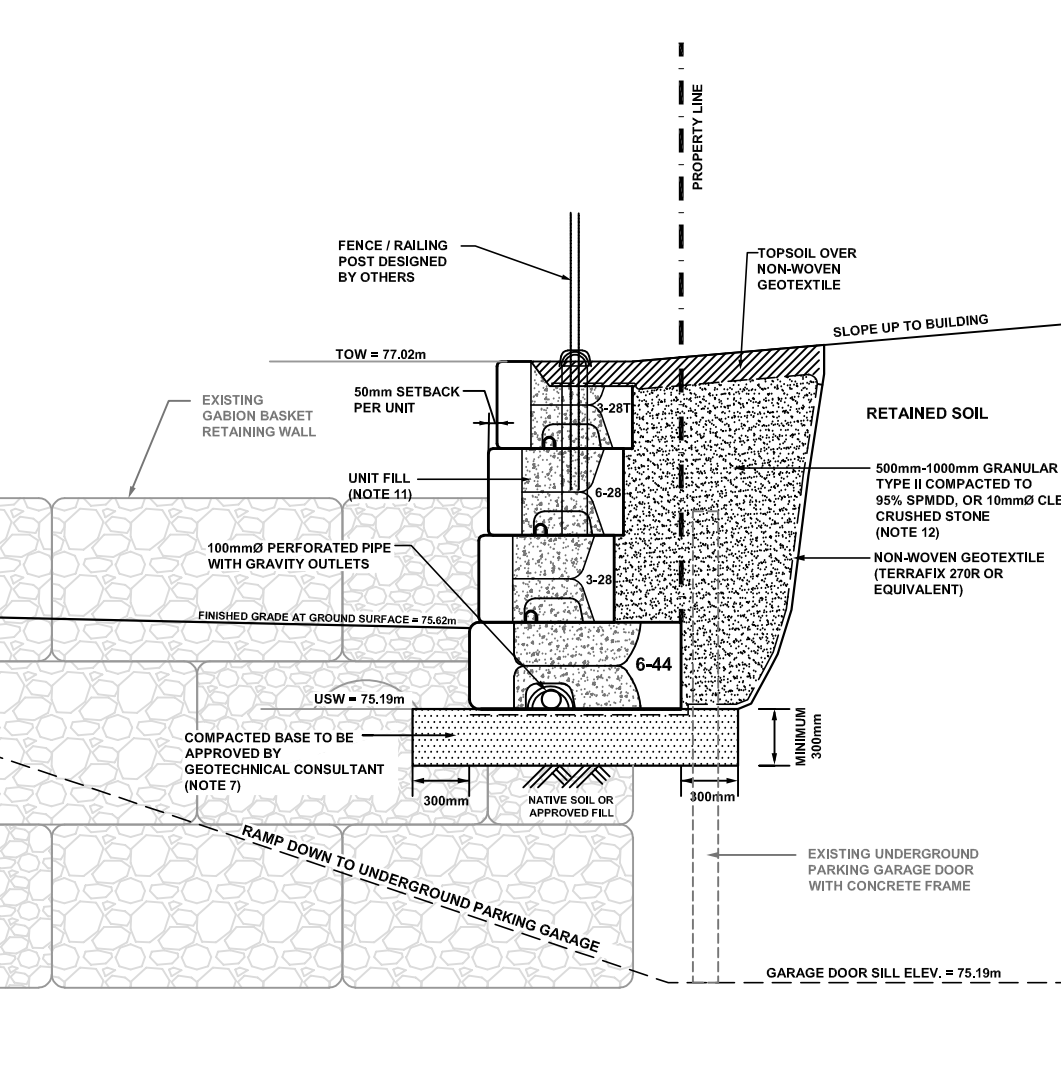 PROPERTY LINE
FENCE / RAILING
POST DESIGNED
BY OTHERS
TOPSOIL OVER
NON-WOVEN
GEOTEXTILE
SLOPE UP TO BUILDING
TOW = 77.02m
50mm SETBACK
PER UNIT
EXISTING
GABION BASKET
RETAINING WALL
3-28T
RETAINED SOIL
UNIT FILL
(NOTE 11)
6-28
500mm-1000mm GRANULAR
TYPE II COMPACTED TO
95% SPMDD, OR 10mmØ CLE
CRUSHED STONE
(NOTE 12)
100mmØ PERFORATED PIPE
WITH GRAVITY OUTLETS
3-28
NON-WOVEN GEOTEXTILE
(TERRAFIX 270R OR
EQUIVALENT)
FINISHED GRADE AT GROUND SURFACE = 75.62m
6-44
USW = 75.19m
COMPACTED BASE TO BE
APPROVED BY
GEOTECHNICAL CONSULTANT
(NOTE 7)
MINIMUM
300mm
300mm
300mm
NATIVE SOIL OR
APPROVED FILL
RAMP DOWN TO UNDERGROUND PARKING GARAGE
EXISTING UNDERGROUND
PARKING GARAGE DOOR
WITH CONCRETE FRAME
GARAGE DOOR SILL ELEV. = 75.19m